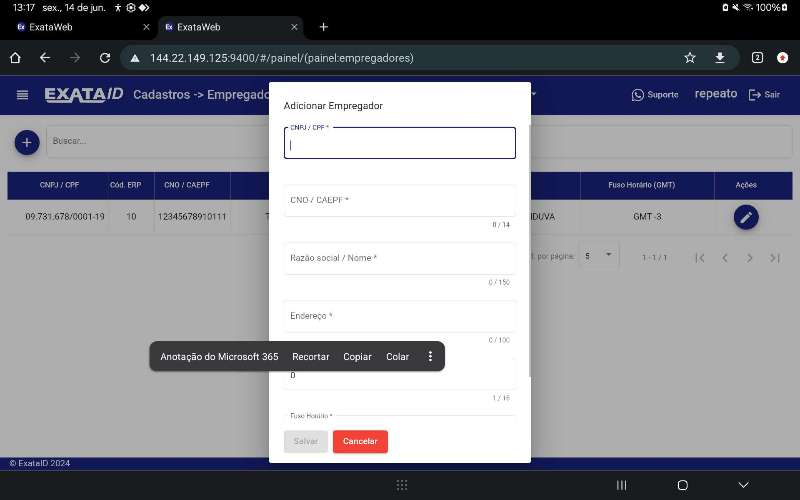 13:17 sex., 14 de jun.
100%
ExataWeb
ExataWeb
144.22.149.125:9400/#/painel/(painel:empregadores)
2
EXATAID Cadastros -> Empregado
Suporte
repeato
Sair
Adicionar Empregador
Buscar...
CNPJ / CPF *
CNPJ / CPF
Cód. ERP
CNO / CAEPF
Fuso Horário (GMT)
Ações
09.731.678/0001-19
10
12345678910111
DUVA
GMT -3
CNO / CAEPF *
0 / 14
por página:
5
1 - 1 / 1
Razão social / Nome *
0 / 150
Endereço *
0 / 100
Anotação do Microsoft 365
Recortar
Copiar
Colar
0
1 / 16
Fuso Horário *
Salvar
Cancelar
© ExataID 2024